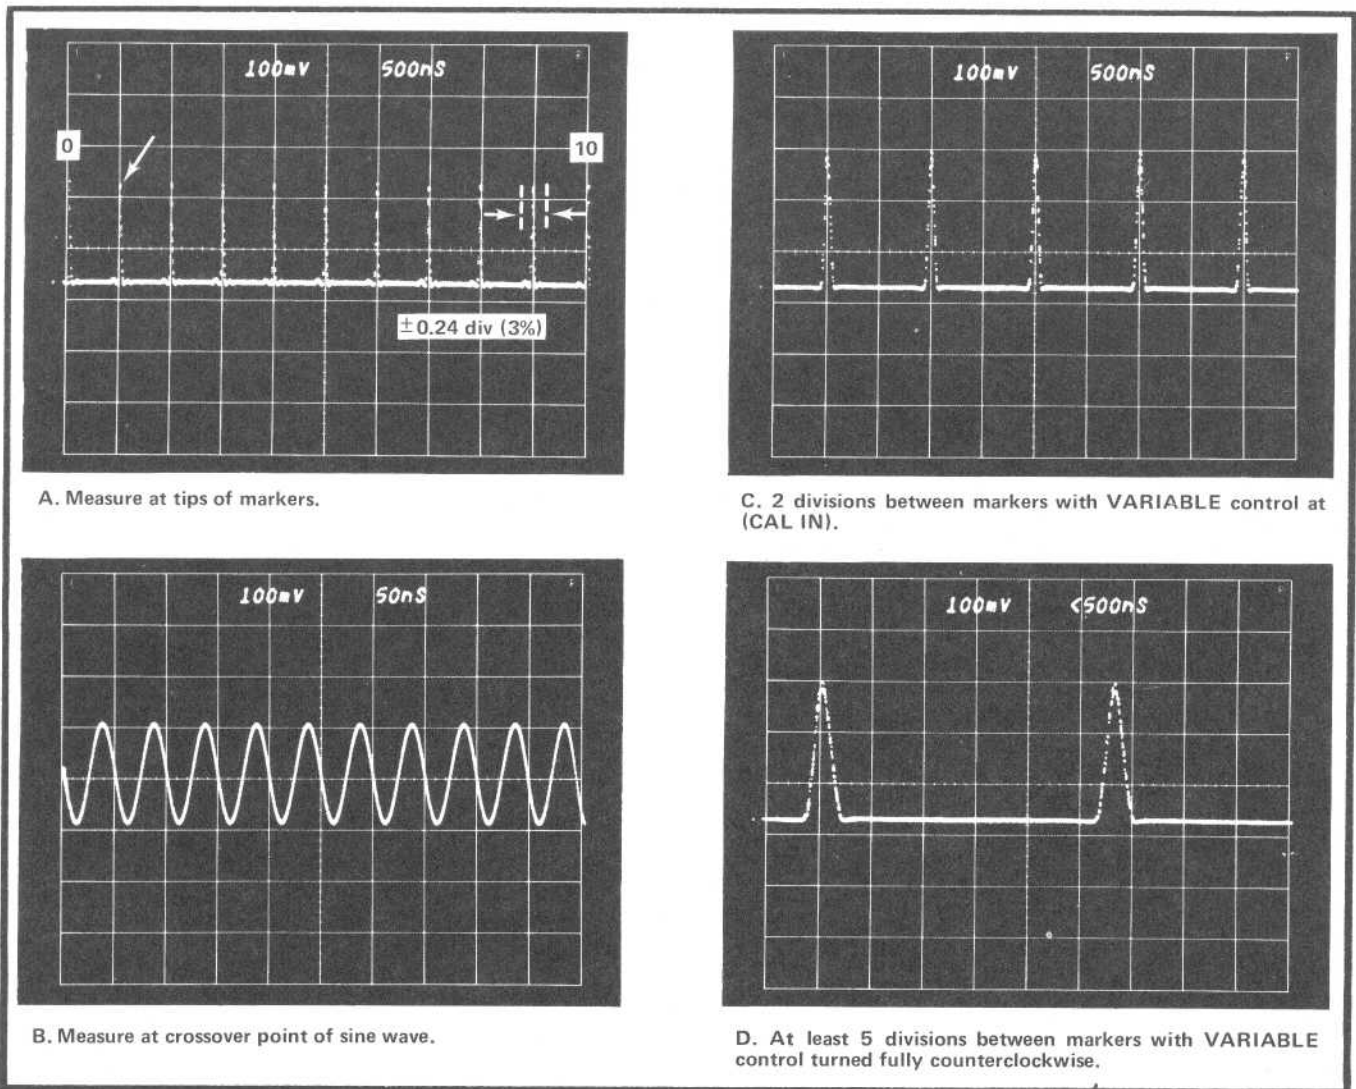 100mV 500nS
0 10
±0.24 div (3%)
A. Measure at tips of markers.
100mV 50nS
B. Measure at crossover point of sine wave.
100mV 500nS
C. 2 divisions between markers with VARIABLE control at
(CAL IN).
100mV <500nS
D. At least 5 divisions between markers with VARIABLE
control turned fully counterclockwise.